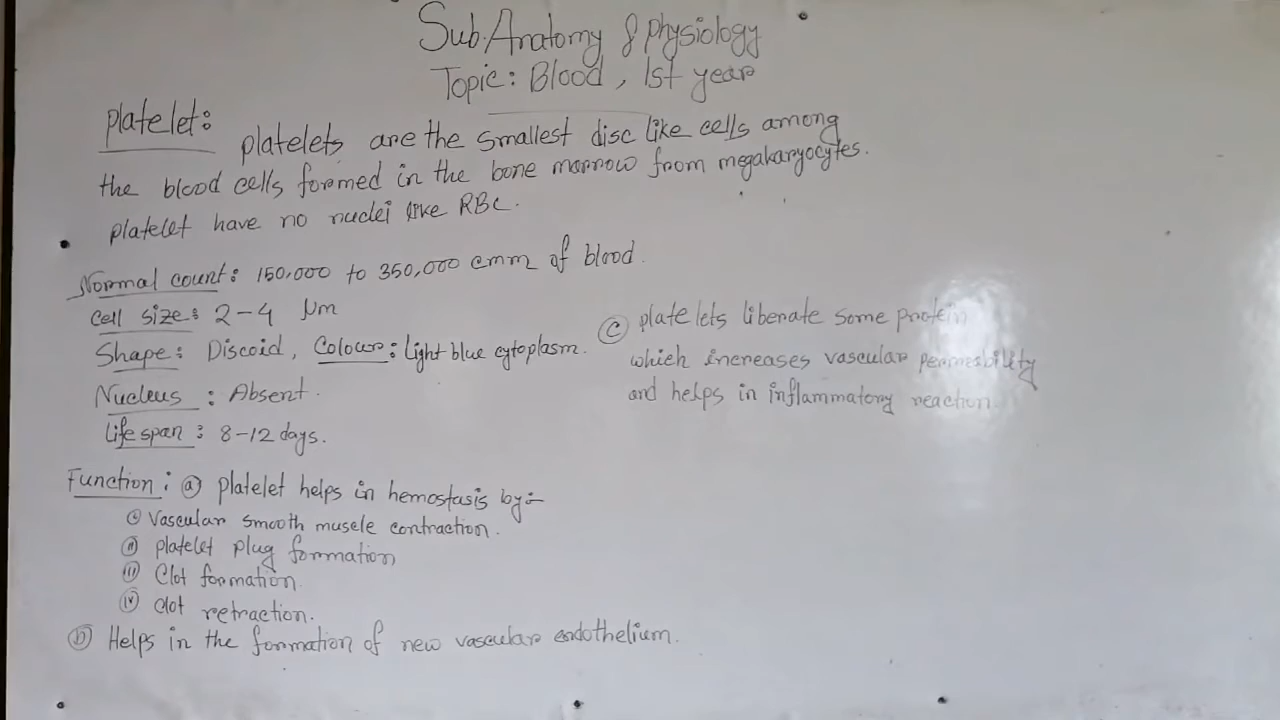 Sub: Anatomy & Physiology
Topic: Blood, 1st year
Platelet:
platelets are the smallest disc like cells among
the blood cells formed in the bone marrow from megakaryocytes.
platelet have no nuclei like RBC.
Normal count: 150,000 to 350,000 cmm of blood.
Cell size: 2-4 μm
Shape: Discoid, Colour: Light blue cytoplasm.
Nucleus : Absent.
Life span : 8-12 days.
Function: (a) platelet helps in hemostasis by:-
(i) Vascular smooth muscle contraction.
(ii) platelet plug formation
(iii) Clot formation.
(iv) Clot retraction.
(b) Helps in the formation of new vascular endothelium.
(c) platelets liberate some protein
which increases vascular permeability
and helps in inflammatory reaction.